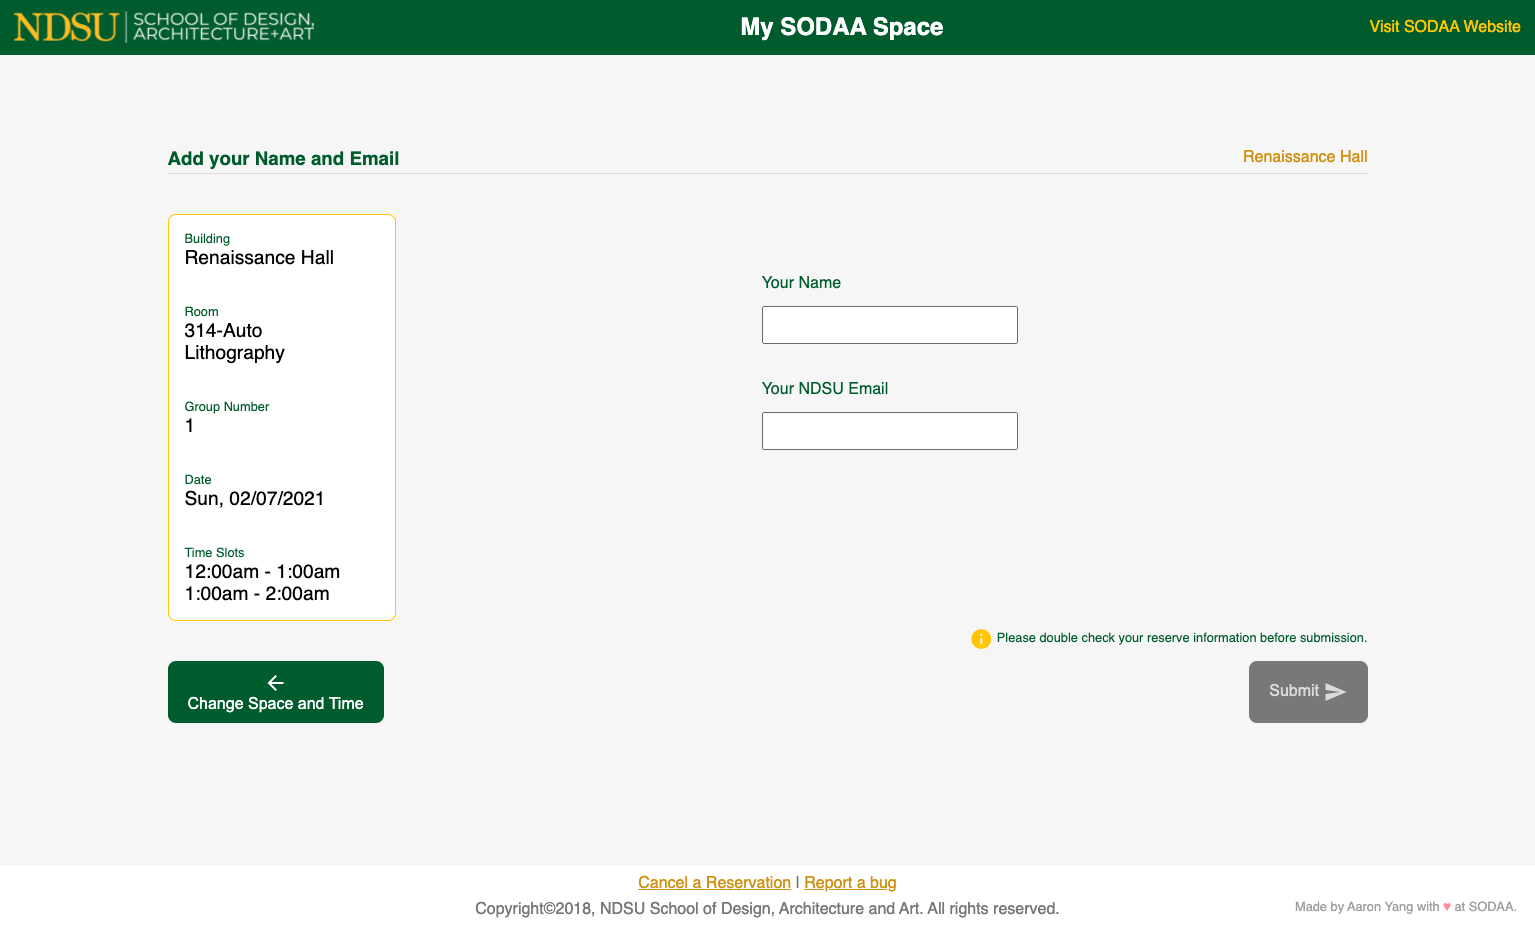 NDSU SCHOOL OF DESIGN, ARCHITECTURE+ART
My SODAA Space
Visit SODAA Website
Add your Name and Email
Renaissance Hall
Building
Renaissance Hall
Room
314-Auto
Lithography
Group Number
1
Date
Sun, 02/07/2021
Time Slots
12:00am - 1:00am
1:00am - 2:00am
Your Name
Your NDSU Email
Please double check your reserve information before submission.
Change Space and Time
Submit
Cancel a Reservation | Report a bug
Copyright©2018, NDSU School of Design, Architecture and Art. All rights reserved.
Made by Aaron Yang with ♥ at SODAA.